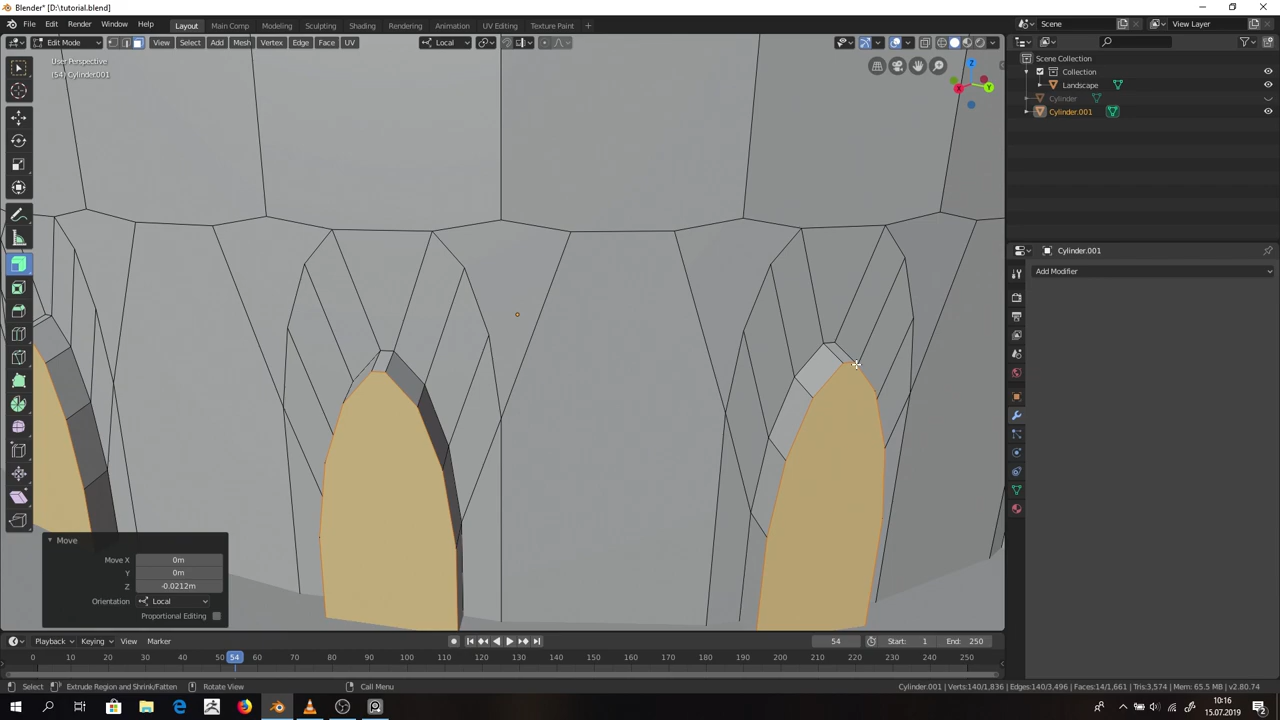 Blender* [D:\tutorial.blend]
File Edit Render Window Help Layout Main Comp Modeling Sculpting UV Editing Shading Rendering Animation UV Editing Texture Paint +
Scene View Layer
Edit Mode View Select Add Mesh Vertex Edge Face UV Local
User Perspective
(54) Cylinder.001
Scene Collection
Collection
Landscape
Cylinder
Cylinder.001
Z
X
Y
Cylinder.001
Add Modifier
Move
Move X 0m
Y 0m
Z -0.0212m
Orientation Local
Proportional Editing
Playback Keying View Marker 54 Start: 1 End: 250
0 10 20 30 40 50 54 60 70 80 90 100 110 120 130 140 150 160 170 180 190 200 210 220 230 240 250
Select Extrude Region and Shrink/Fatten Rotate View Call Menu Cylinder.001 | Verts:140/1,836 | Edges:140/3,496 | Faces:14/1,661 | Tris:3,574 | Mem: 65.5 MB | v2.80.74
10:16
15.07.2019